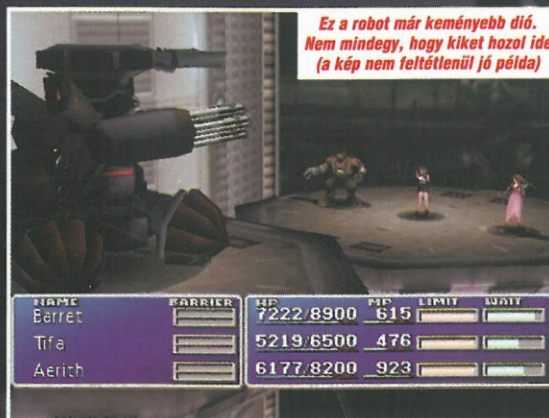 Ez a robot már keményebb dió.
Nem mindegy, hogy kiket hozol ide
(a kép nem feltétlenül jó példa)
NAME BARRIER HP MP LIMIT WAIT
Barret 7222/8900 615
Tifa 5219/6500 476
Aerith 6177/8200 923